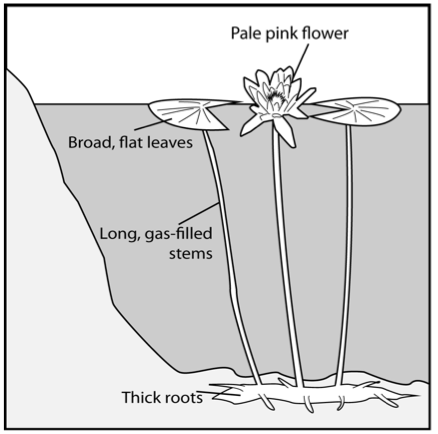 Pale pink flower
Broad, flat leaves
Long, gas-filled
stems
Thick roots